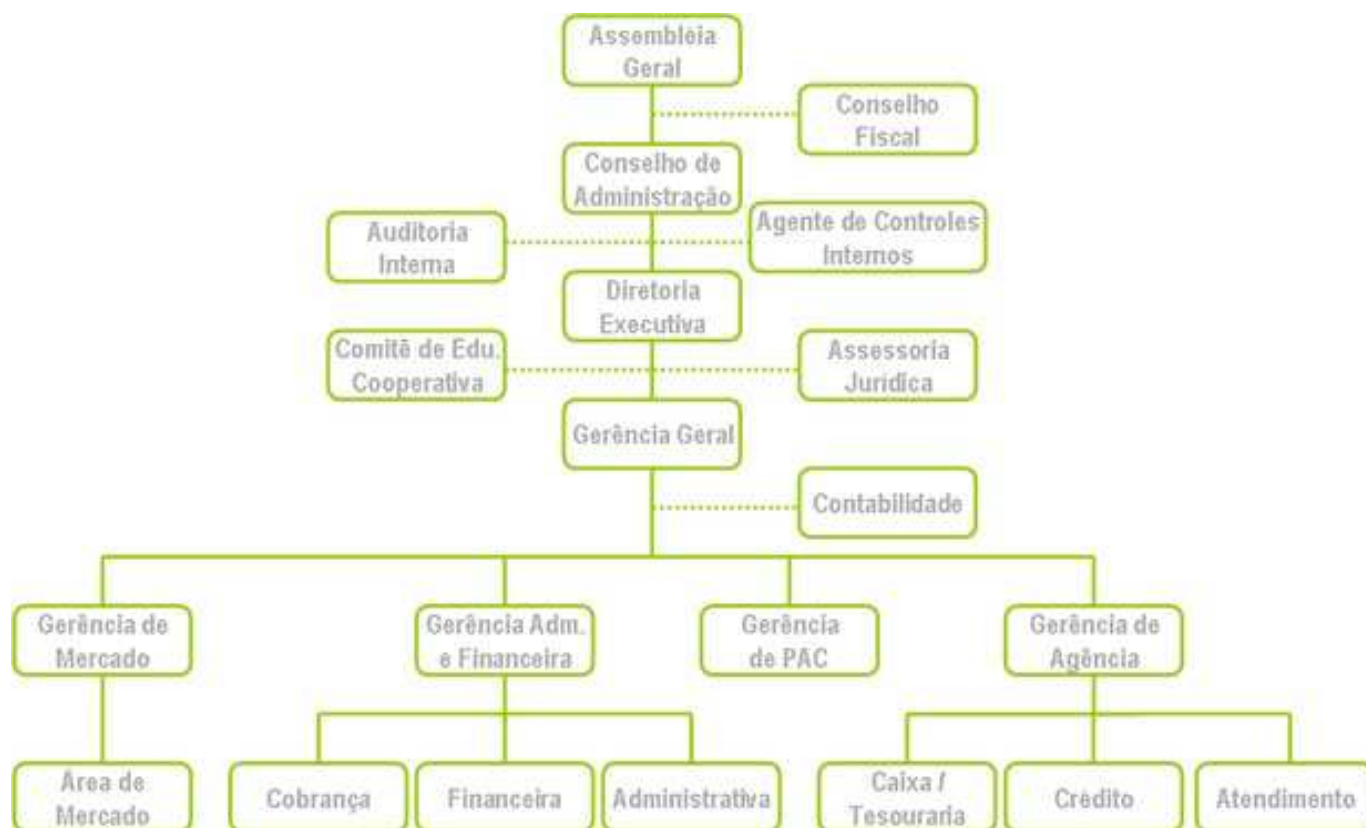 Assembléia
Geral
Conselho
Fiscal
Conselho de
Administração
Auditoria
Interna
Agente de Controles
Internos
Diretoria
Executiva
Comitê de Edu.
Cooperativa
Assessoria
Jurídica
Gerência Geral
Contabilidade
Gerência de
Mercado
Gerência Adm.
e Financeira
Gerência
de PAC
Gerência de
Agência
Área de
Mercado
Cobrança
Financeira
Administrativa
Caixa /
Tesouraria
Crédito
Atendimento